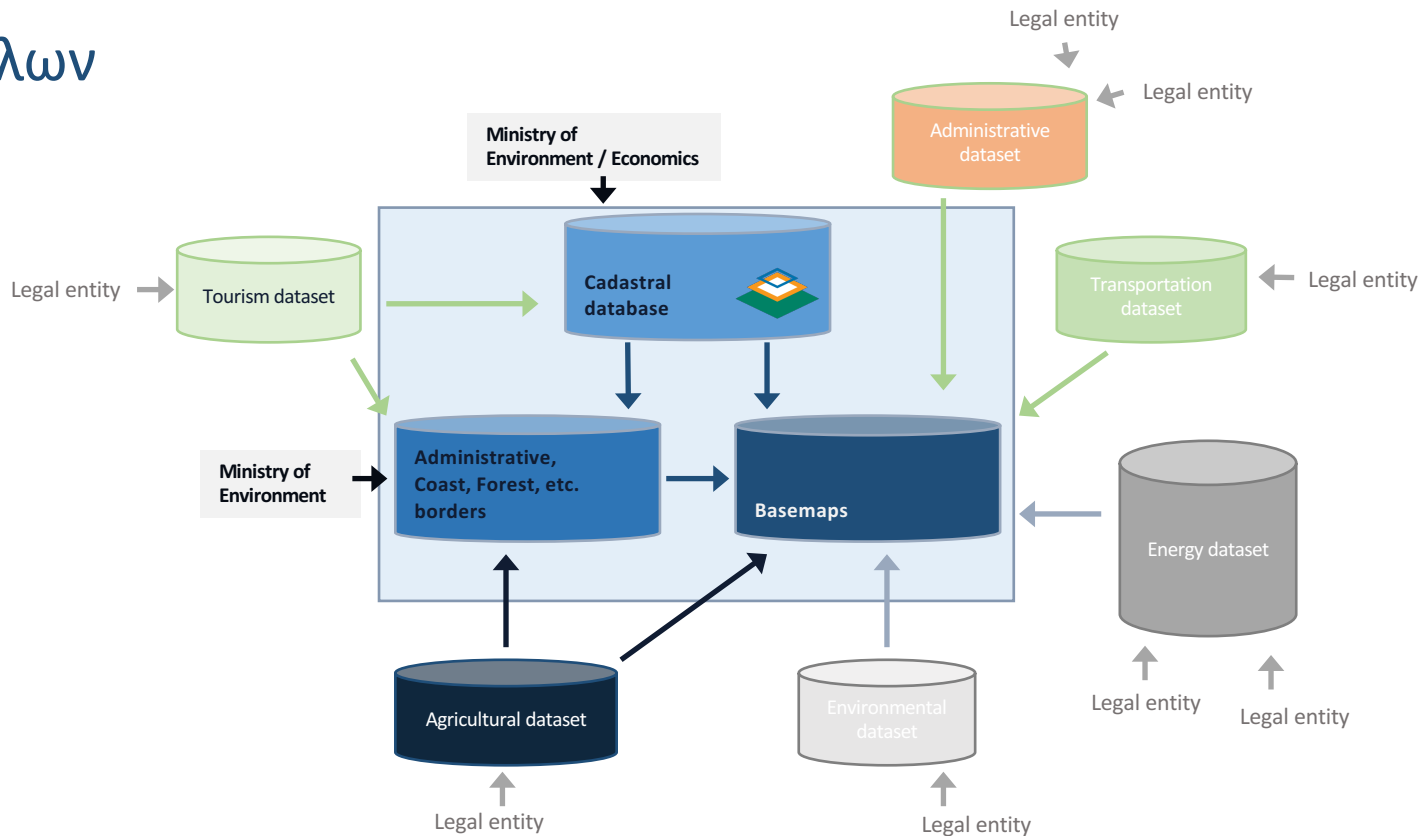 λων
Legal entity
Legal entity
Administrative
dataset
Ministry of
Environment / Economics
Legal entity
Tourism dataset
Cadastral
database
Transportation
dataset
Legal entity
Ministry of
Environment
Administrative,
Coast, Forest, etc.
borders
Basemaps
Energy dataset
Agricultural dataset
Environmental
dataset
Legal entity
Legal entity
Legal entity
Legal entity